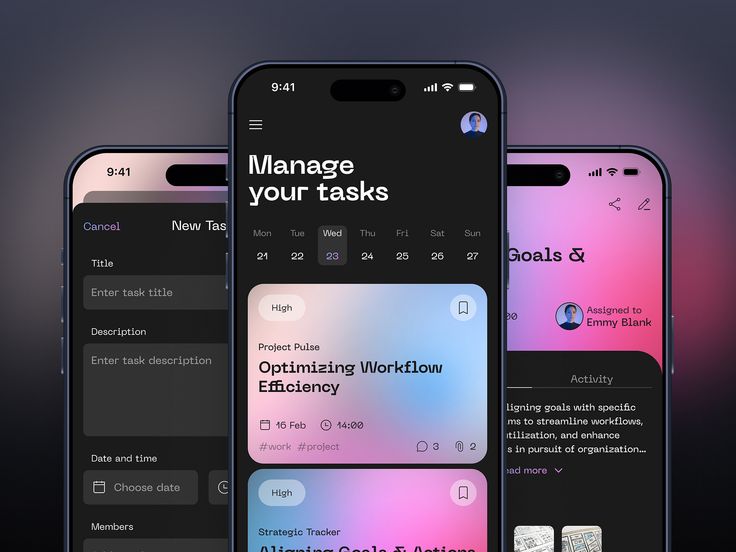 9:41
Cancel
New Tas
Title
Enter task title
Description
Enter task description
Date and time
Choose date
Members
9:41
Manage
your tasks
Mon Tue Wed Thu Fri Sat Sun
21 22 23 24 25 26 27
High
Project Pulse
Optimizing Workflow
Efficiency
16 Feb 14:00
#work #project 3 2
High
Strategic Tracker
Aligning Goals & Actions
Goals &
00
Assigned to
Emmy Blank
Activity
ligning goals with specific
ms to streamline workflows,
utilization, and enhance
s in pursuit of organization...
ead more